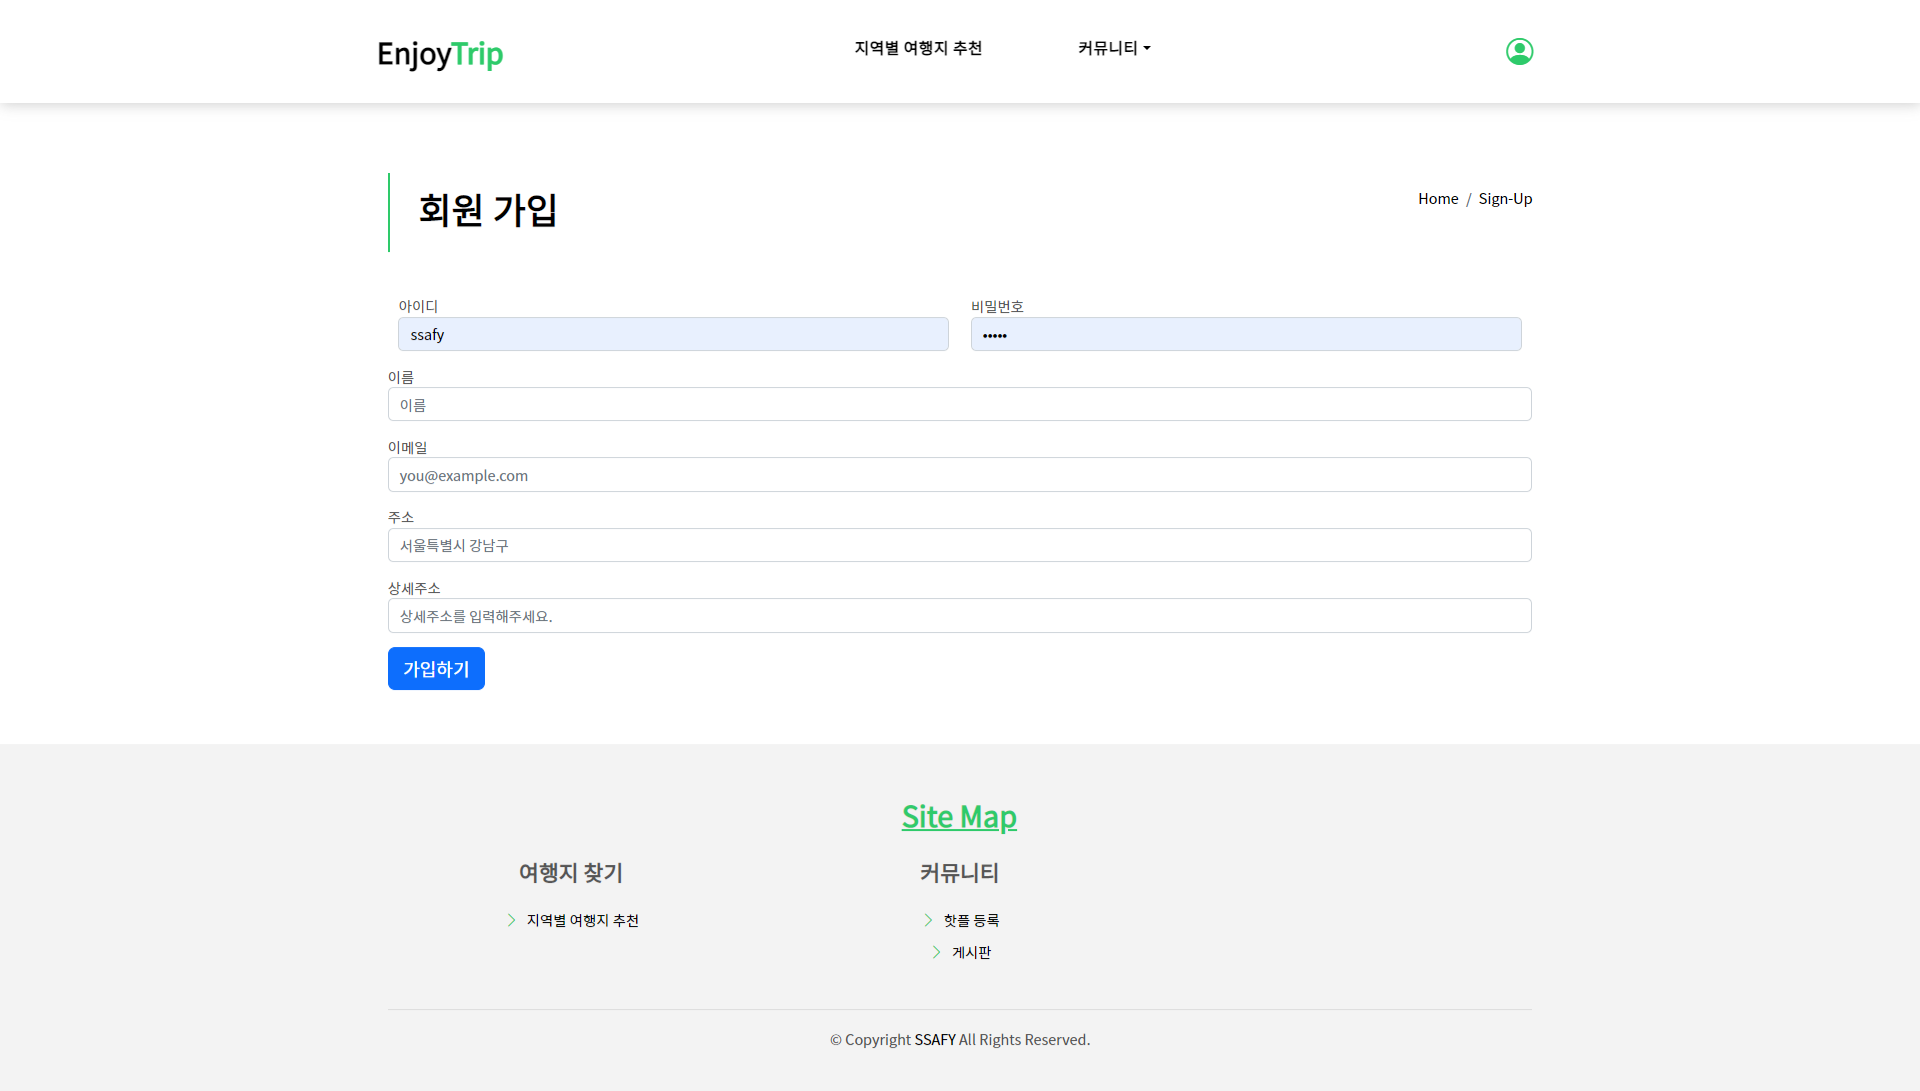 EnjoyTrip
지역별 여행지 추천
커뮤니티
회원 가입
Home / Sign-Up
아이디
비밀번호
ssafy
•••••
이름
이름
이메일
you@example.com
주소
서울특별시 강남구
상세주소
상세주소를 입력해주세요.
가입하기
Site Map
여행지 찾기
지역별 여행지 추천
커뮤니티
핫플 등록
게시판
© Copyright SSAFY All Rights Reserved.